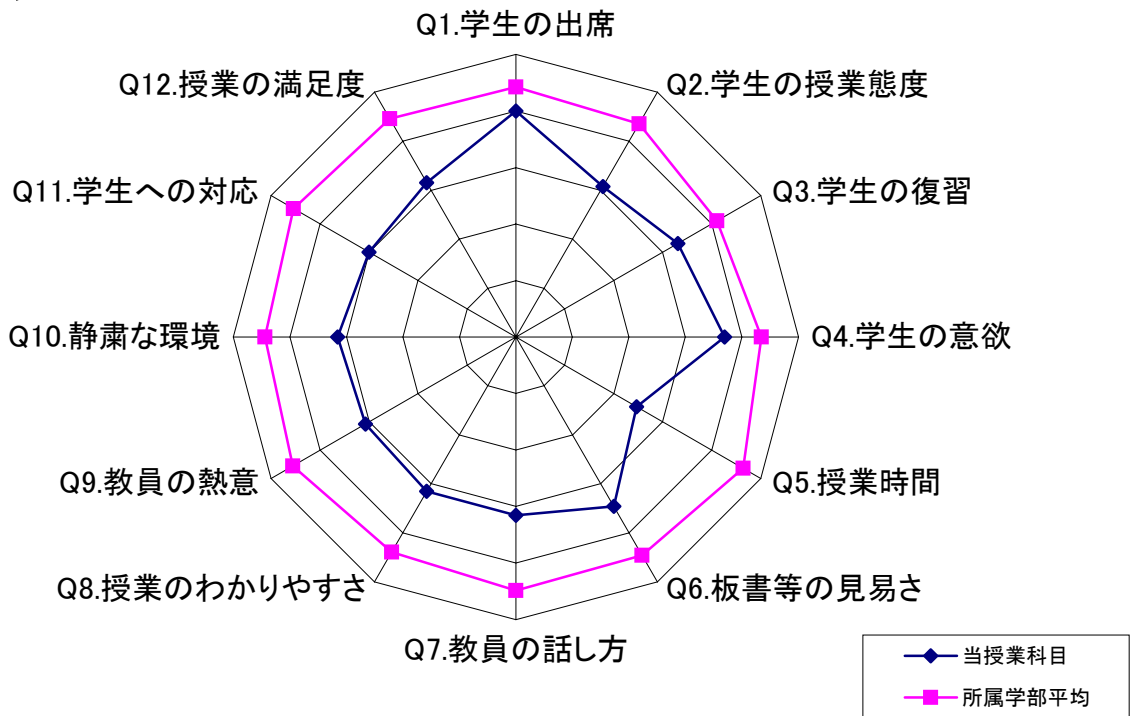 Q1.学生の出席
Q2.学生の授業態度
Q3.学生の復習
Q4.学生の意欲
Q5.授業時間
Q6.板書等の見易さ
Q7.教員の話し方
Q8.授業のわかりやすさ
Q9.教員の熱意
Q10.静粛な環境
Q11.学生への対応
Q12.授業の満足度
当授業科目
所属学部平均